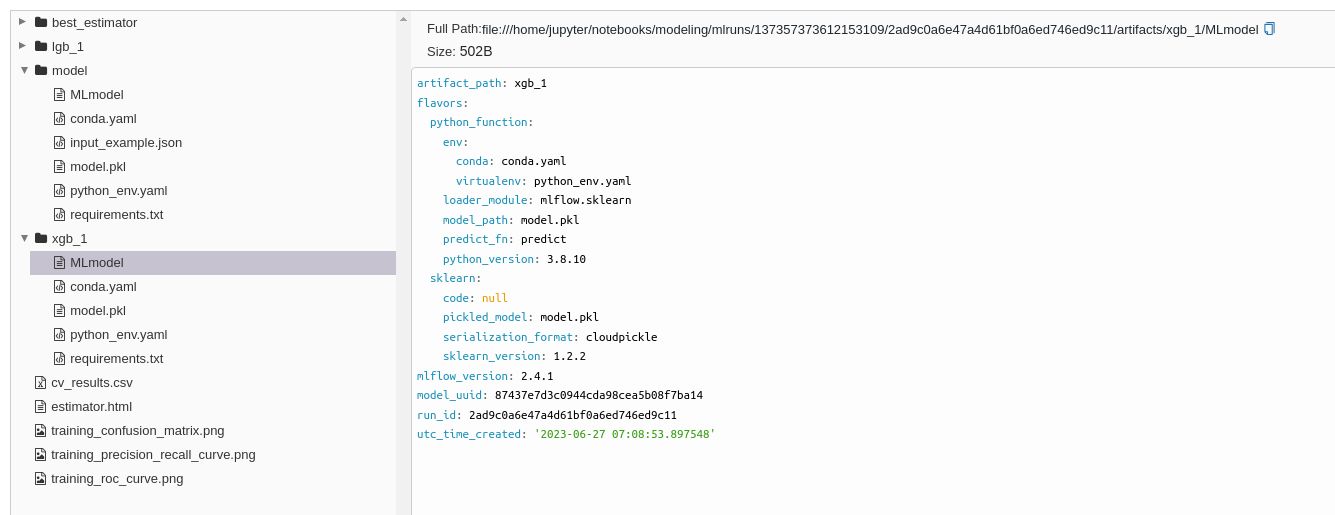 best_estimator
lgb_1
model
MLmodel
conda.yaml
input_example.json
model.pkl
python_env.yaml
requirements.txt
xgb_1
MLmodel
conda.yaml
model.pkl
python_env.yaml
requirements.txt
cv_results.csv
estimator.html
training_confusion_matrix.png
training_precision_recall_curve.png
training_roc_curve.png
Full Path:file:///home/jupyter/notebooks/modeling/mlruns/137357373612153109/2ad9c0a6e47a4d61bf0a6ed746ed9c11/artifacts/xgb_1/MLmodel
Size: 502B
artifact_path: xgb_1
flavors:
  python_function:
    env:
      conda: conda.yaml
      virtualenv: python_env.yaml
    loader_module: mlflow.sklearn
    model_path: model.pkl
    predict_fn: predict
    python_version: 3.8.10
  sklearn:
    code: null
    pickled_model: model.pkl
    serialization_format: cloudpickle
    sklearn_version: 1.2.2
mlflow_version: 2.4.1
model_uuid: 87437e7d3c0944cda98cea5b08f7ba14
run_id: 2ad9c0a6e47a4d61bf0a6ed746ed9c11
utc_time_created: '2023-06-27 07:08:53.897548'